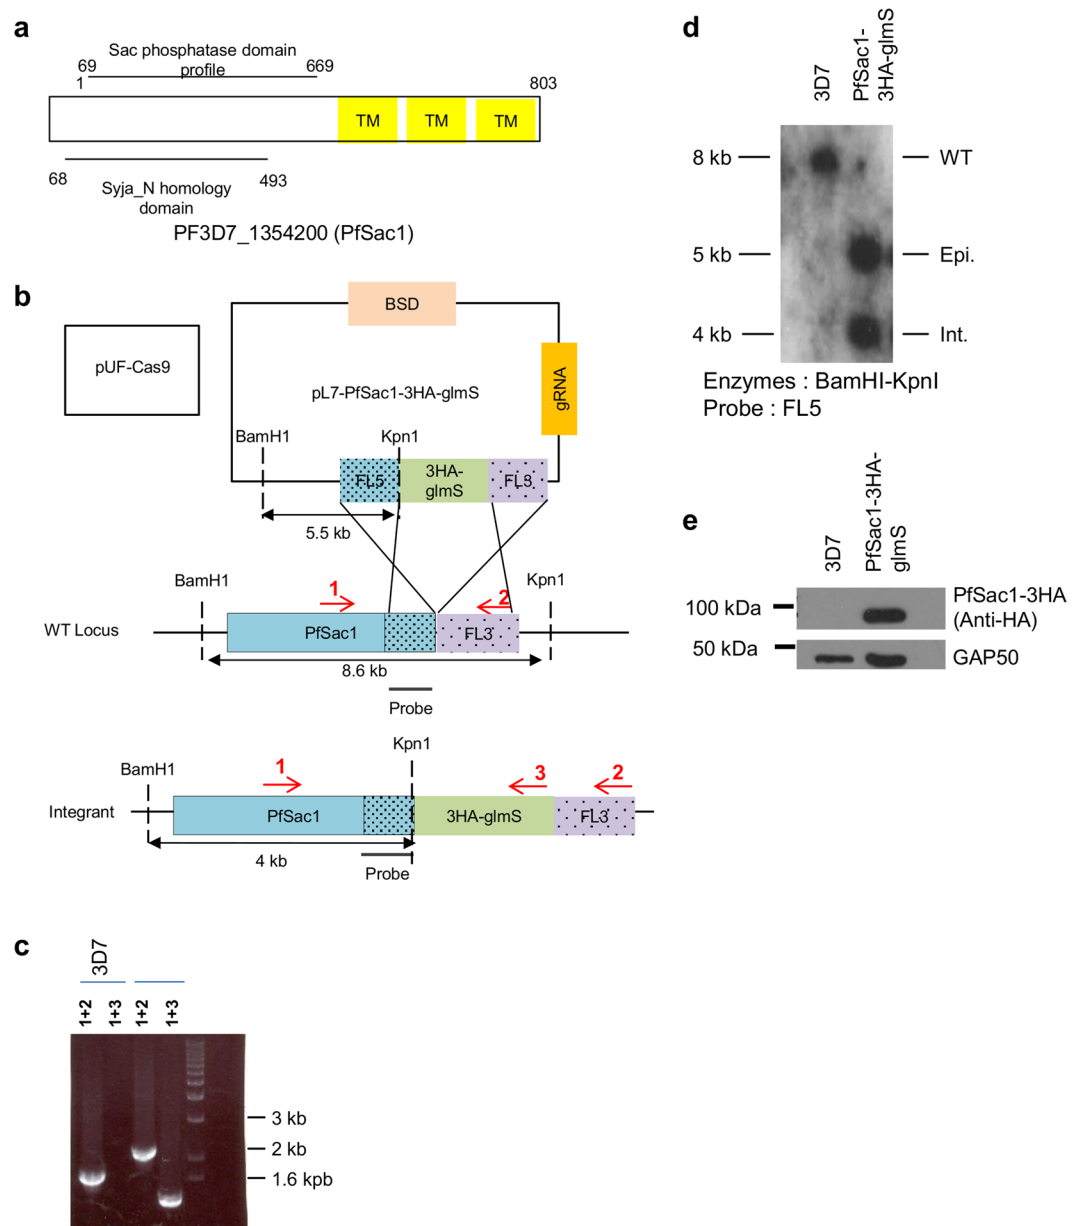 a
Sac phosphatase domain
profile
69
669
1
803
TM
TM
TM
68
493
Syja_N homology
domain
PF3D7_1354200 (PfSac1)
b
BSD
pUF-Cas9
pL7-PfSac1-3HA-glmS
gRNA
BamH1
Kpn1
FL5
3HA-
glmS
FL3
5.5 kb
BamH1
Kpn1
1
2
WT Locus
PfSac1
FL3
8.6 kb
Probe
Kpn1
BamH1
1
3
2
Integrant
PfSac1
3HA-glmS
FL3
4 kb
Probe
c
3D7
1+2
1+3
1+2
1+3
3 kb
2 kb
1.6 kpb
d
3D7
PfSac1-
3HA-glmS
8 kb
WT
5 kb
Epi.
4 kb
Int.
Enzymes : BamHI-KpnI
Probe : FL5
e
3D7
PfSac1-3HA-
glmS
100 kDa
PfSac1-3HA
(Anti-HA)
50 kDa
GAP50